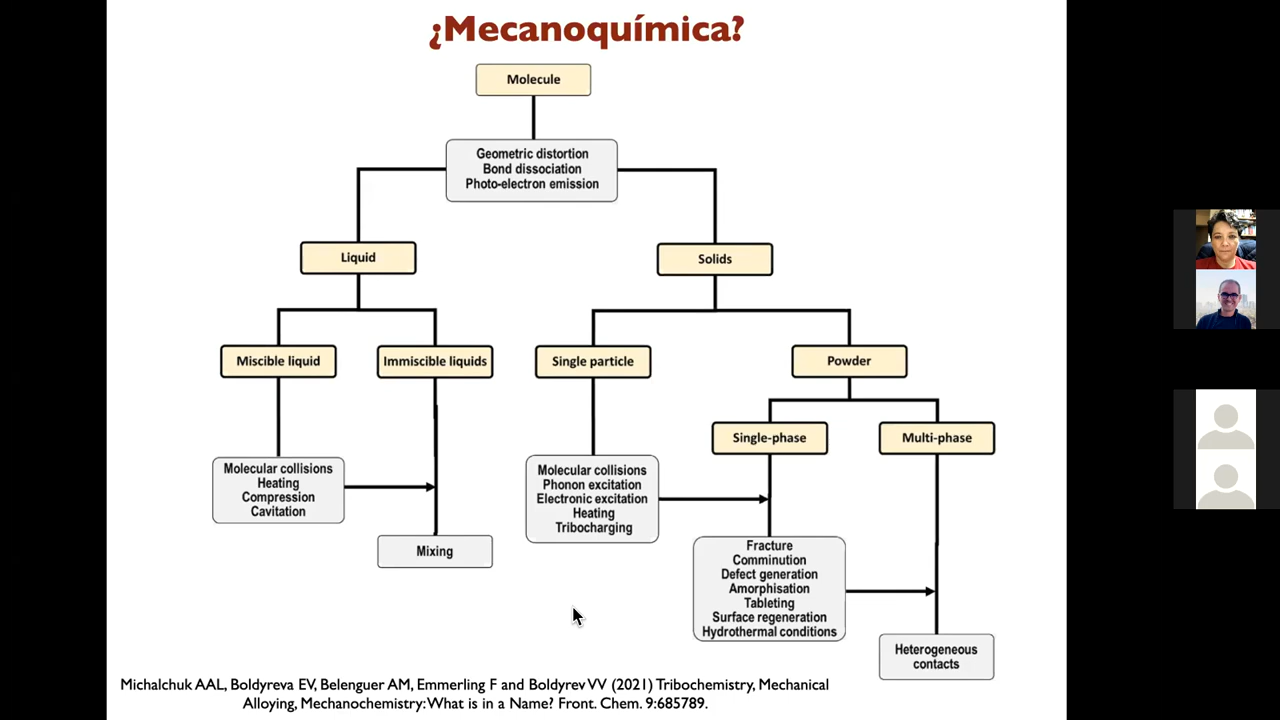 ¿Mecanoquímica?
Molecule
Geometric distortion
Bond dissociation
Photo-electron emission
Liquid
Solids
Miscible liquid
Immiscible liquids
Single particle
Powder
Single-phase
Multi-phase
Molecular collisions
Heating
Compression
Cavitation
Molecular collisions
Phonon excitation
Electronic excitation
Heating
Tribocharging
Mixing
Fracture
Comminution
Defect generation
Amorphisation
Tableting
Surface regeneration
Hydrothermal conditions
Heterogeneous
contacts
Michalchuk AAL, Boldyreva EV, Belenguer AM, Emmerling F and Boldyrev VV (2021) Tribochemistry, Mechanical
Alloying, Mechanochemistry: What is in a Name? Front. Chem. 9:685789.